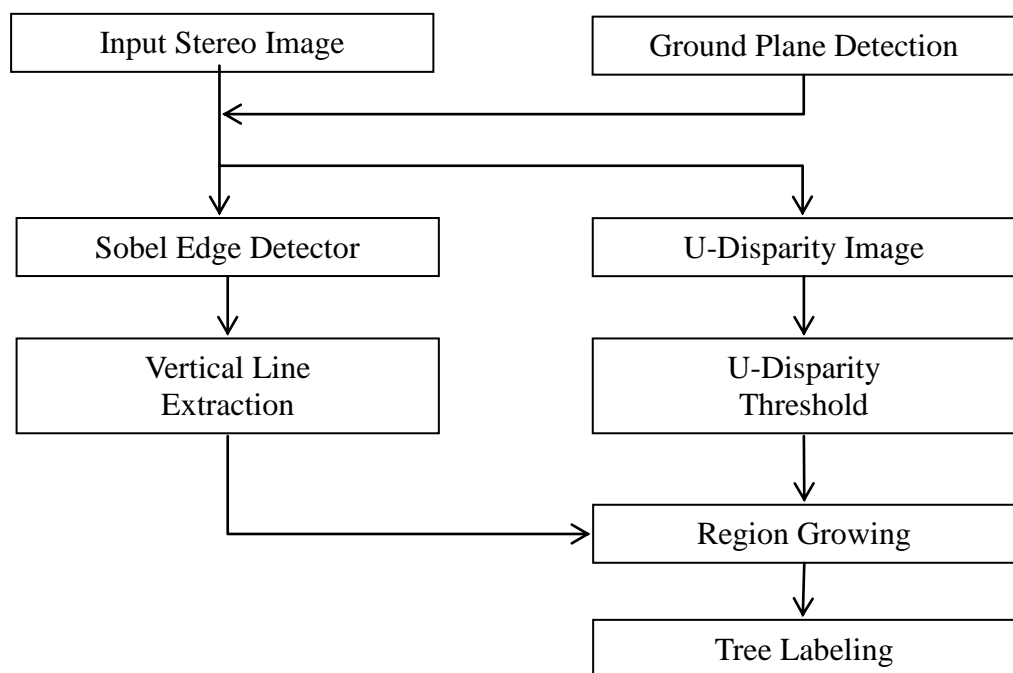 Input Stereo Image
Ground Plane Detection
Sobel Edge Detector
U-Disparity Image
Vertical Line
Extraction
U-Disparity
Threshold
Region Growing
Tree Labeling